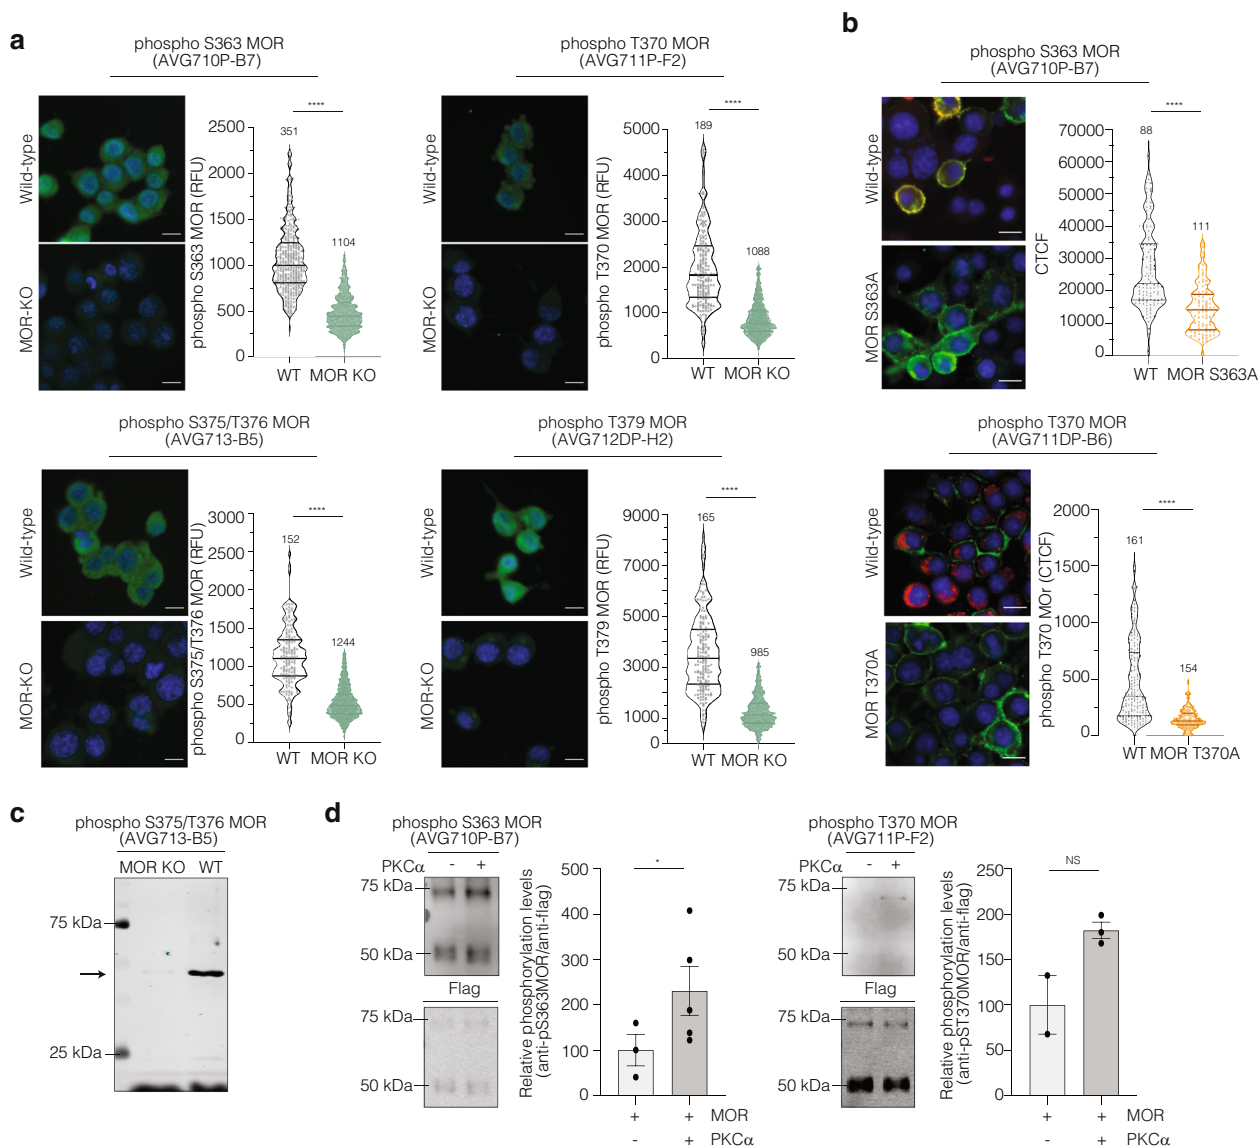 a
phospho S363 MOR
(AVG710P-B7)
Wild-type
MOR-KO
phospho S363 MOR (RFU)
2500
2000
1500
1000
500
0
351
****
1104
WT
MOR KO
phospho T370 MOR
(AVG711P-F2)
Wild-type
MOR-KO
phospho T370 MOR (RFU)
5000
4000
3000
2000
1000
0
189
****
1088
WT
MOR KO
b
phospho S363 MOR
(AVG710P-B7)
Wild-type
MOR S363A
CTCF
70000
60000
50000
40000
30000
20000
10000
0
88
****
111
WT
MOR S363A
phospho S375/T376 MOR
(AVG713-B5)
Wild-type
MOR-KO
phospho S375/T376 MOR (RFU)
3000
2500
2000
1500
1000
500
0
152
****
1244
WT
MOR KO
phospho T379 MOR
(AVG712DP-H2)
Wild-type
MOR-KO
phospho T379 MOR (RFU)
9000
7000
5000
3000
1000
0
165
****
985
WT
MOR KO
phospho T370 MOR
(AVG711DP-B6)
Wild-type
MOR T370A
phospho T370 MOr (CTCF)
2000
1500
1000
500
0
161
****
154
WT
MOR T370A
c
phospho S375/T376 MOR
(AVG713-B5)
MOR KO
WT
75 kDa
25 kDa
d
phospho S363 MOR
(AVG710P-B7)
PKCα - +
75 kDa
50 kDa
Flag
75 kDa
50 kDa
Relative phosphorylation levels
(anti-pS363MOR/anti-flag)
500
400
300
200
100
0
*
+ + MOR
- + PKCα
phospho T370 MOR
(AVG711P-F2)
PKCα - +
75 kDa
50 kDa
Flag
75 kDa
50 kDa
Relative phosphorylation levels
(anti-pST370MOR/anti-flag)
250
200
150
100
50
0
NS
+ + MOR
- + PKCα